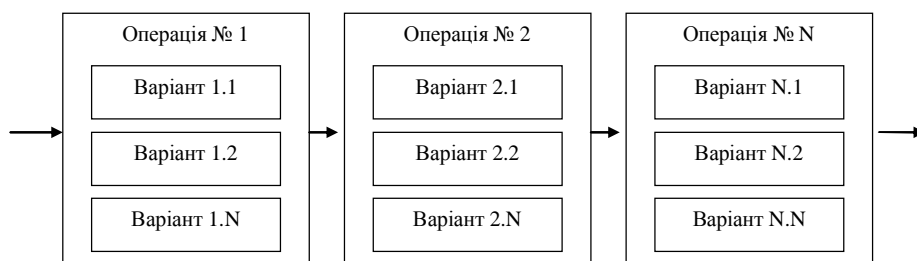 Операція № 1
Варіант 1.1
Варіант 1.2
Варіант 1.N
Операція № 2
Варіант 2.1
Варіант 2.2
Варіант 2.N
Операція № N
Варіант N.1
Варіант N.2
Варіант N.N